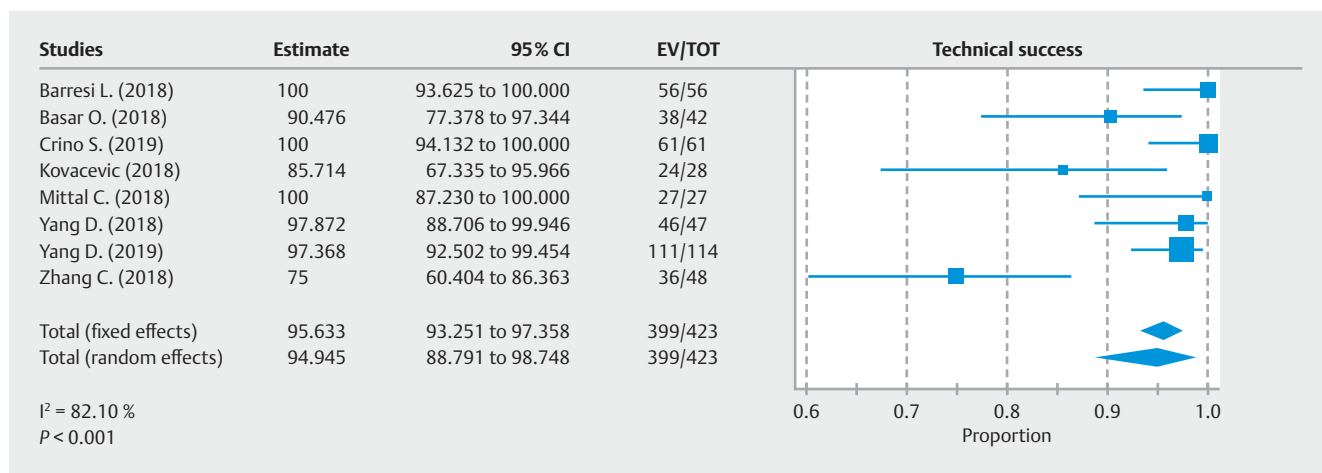 Studies Estimate 95% CI EV/TOT Technical success
Barresi L. (2018) 100 93.625 to 100.000 56/56
Basar O. (2018) 90.476 77.378 to 97.344 38/42
Crino S. (2019) 100 94.132 to 100.000 61/61
Kovacevic (2018) 85.714 67.335 to 95.966 24/28
Mittal C. (2018) 100 87.230 to 100.000 27/27
Yang D. (2018) 97.872 88.706 to 99.946 46/47
Yang D. (2019) 97.368 92.502 to 99.454 111/114
Zhang C. (2018) 75 60.404 to 86.363 36/48
Total (fixed effects) 95.633 93.251 to 97.358 399/423
Total (random effects) 94.945 88.791 to 98.748 399/423
I² = 82.10 %
P < 0.001
0.6 0.7 0.8 0.9 1.0
Proportion